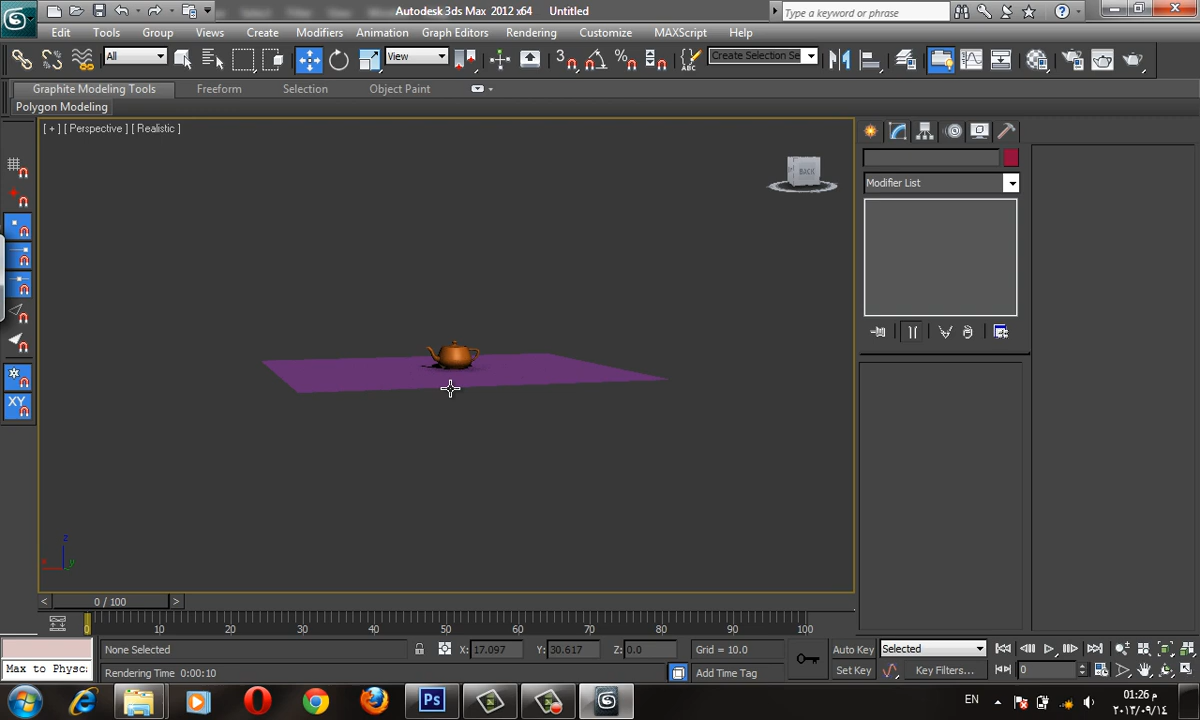 Autodesk 3ds Max 2012 x64 Untitled
Type a keyword or phrase
Edit Tools Group Views Create Modifiers Animation Graph Editors Rendering Customize MAXScript Help
All View 3 Create Selection Se
Graphite Modeling Tools Freeform Selection Object Paint
Polygon Modeling
[ + ] [ Perspective ] [ Realistic ]
BACK
Modifier List
XY
z
x y
< 0 / 100 >
0 10 20 30 40 50 60 70 80 90 100
None Selected X: 17.097 Y: 30.617 Z: 0.0 Grid = 10.0 Auto Key Selected
Max to Physc: Rendering Time 0:00:10 Add Time Tag Set Key Key Filters... 0
Ps EN 01:26 م
٢٠١٣/٠٩/١٤